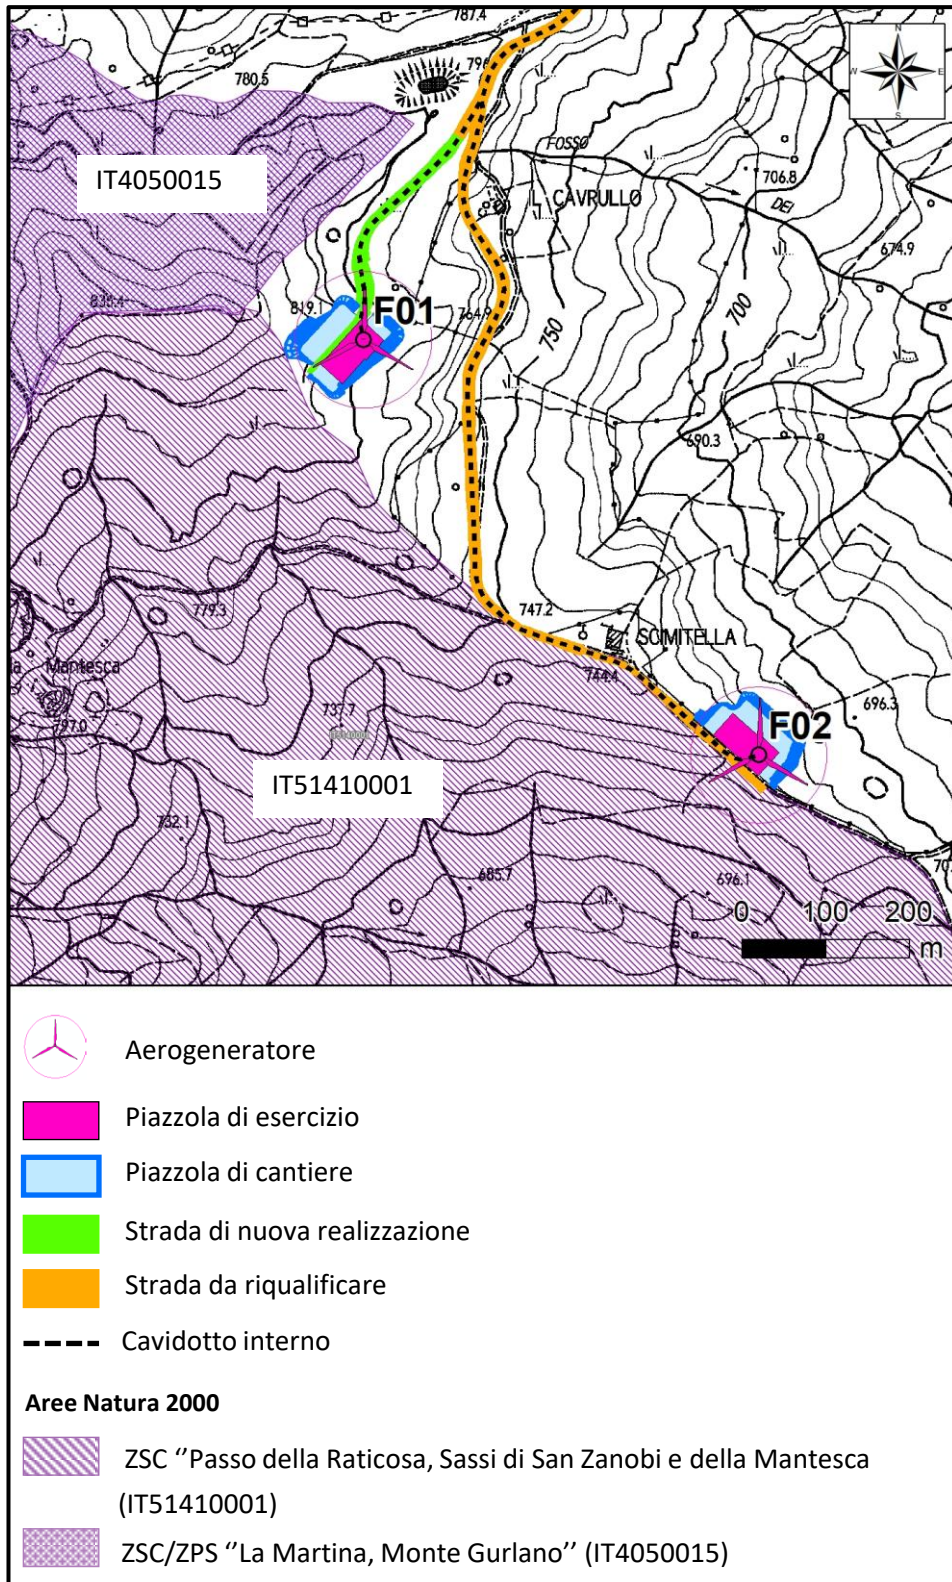 787.4
N
W E
S
780.5
796
FOSSO
IT4050015
706.8
IL CAVRULLO
DEI
674.9
819.1
F01
764.9
750
700
690.3
779.3
747.2
SCIMITELLA
Mantesca
744.4
797.0
737.7
696.3
F02
IT51410001
732.1
685.7
696.1
70
0 100 200
m
Aerogeneratore
Piazzola di esercizio
Piazzola di cantiere
Strada di nuova realizzazione
Strada da riqualificare
Cavidotto interno
Aree Natura 2000
ZSC “Passo della Raticosa, Sassi di San Zanobi e della Mantesca
(IT51410001)
ZSC/ZPS “La Martina, Monte Gurlano” (IT4050015)